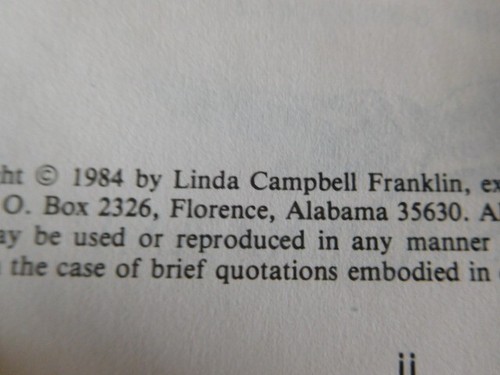 ht © 1984 by Linda Campbell Franklin, ex
O. Box 2326, Florence, Alabama 35630. Al
ay be used or reproduced in any manner
the case of brief quotations embodied in
ii